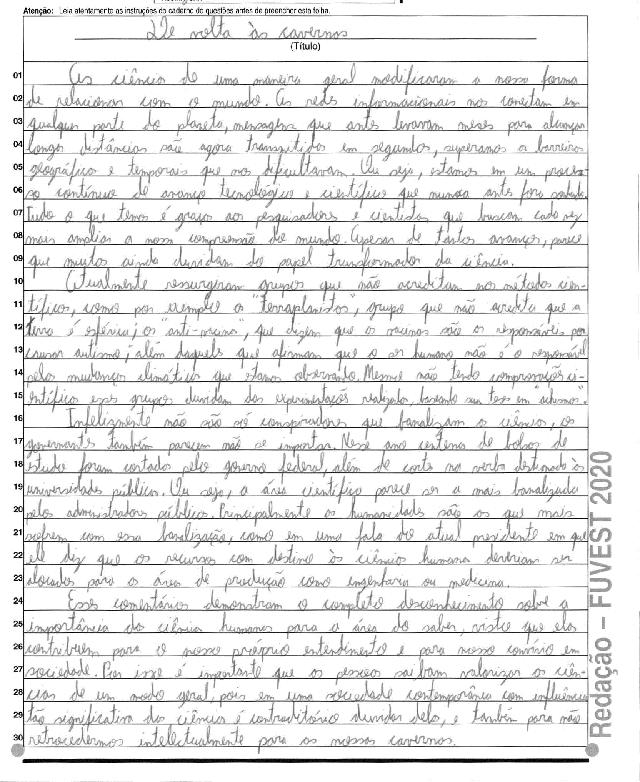 Atenção: Leia atentamente as instruções do caderno de questões antes de preencher esta folha.
De volta às cavernas
(Título)
01 As ciências de uma maneira geral modificaram a nossa forma
02 de relacionar com o mundo. As redes informacionais nos conectam em
03 qualquer parte do planeta, mensagens que antes levavam meses para alcançar
04 longas distâncias são agora transmitidas em segundos, superamos a barreiras
05 geográficas e temporais que nos dificultavam. Ou seja, estamos em um proces-
06 so contínuo de avanço tecnológico e científico que nunca antes fora
07 Tudo o que temos é graças aos pesquisadores e cientistas que buscam cada vez
08 mais ampliar a nossa compreensão do mundo. Apesar de tantos avanços, parece
09 que muitos ainda duvidam do papel transformador da ciência.
10 Atualmente ressurgiram grupos que não acreditam nos métodos cien-
11 tíficos, como por exemplo os "terraplanistas", grupo que não acredita que a
12 terra é esférica; os "anti-vacina", que dizem que as vacinas são os responsáveis por
13 causar autismo; além daqueles que afirmam que o ser humano não é o responsável
14 pelas mudanças climáticas que estamos observando. Mesmo não tendo comprovações ci-
15 entíficas esses grupos duvidam das experimentações realizadas, baseando sua tese em "achismos".
16 Infelizmente não são só conspiradores que banalizam as ciências, os
17 governantes também parecem não se importar. Nesse ano centenas de bolsas de
18 estudo foram cortados pelo governo federal, além de corte na verba destinada às
19 universidades públicas. Ou seja, a área científica parece ser a mais banalizada
20 pelos administradores públicos. Principalmente as humanidades são os que mais
21 sofrem com essa banalização, como em uma fala do atual presidente em que
22 ele diz que os recursos com destino às ciências humana deveriam ser
23 alocados para as áreas de produção como engenharia ou medicina.
24 Esses comentários demonstram o completo desconhecimento sobre a
25 importância das ciências humanas para a área do saber, visto que elas
26 contribuem para o nosso próprio entendimento e para nosso convívio em
27 sociedade. Por isso é importante que as pessoas saibam valorizar as ciên-
28 cias de um modo geral, pois em uma sociedade contemporânea com influência
29 tão significativa das ciências é contraditório duvidar delas, e também para não
30 retrocedermos intelectualmente para as nossas cavernas.
Redação – FUVEST 2020